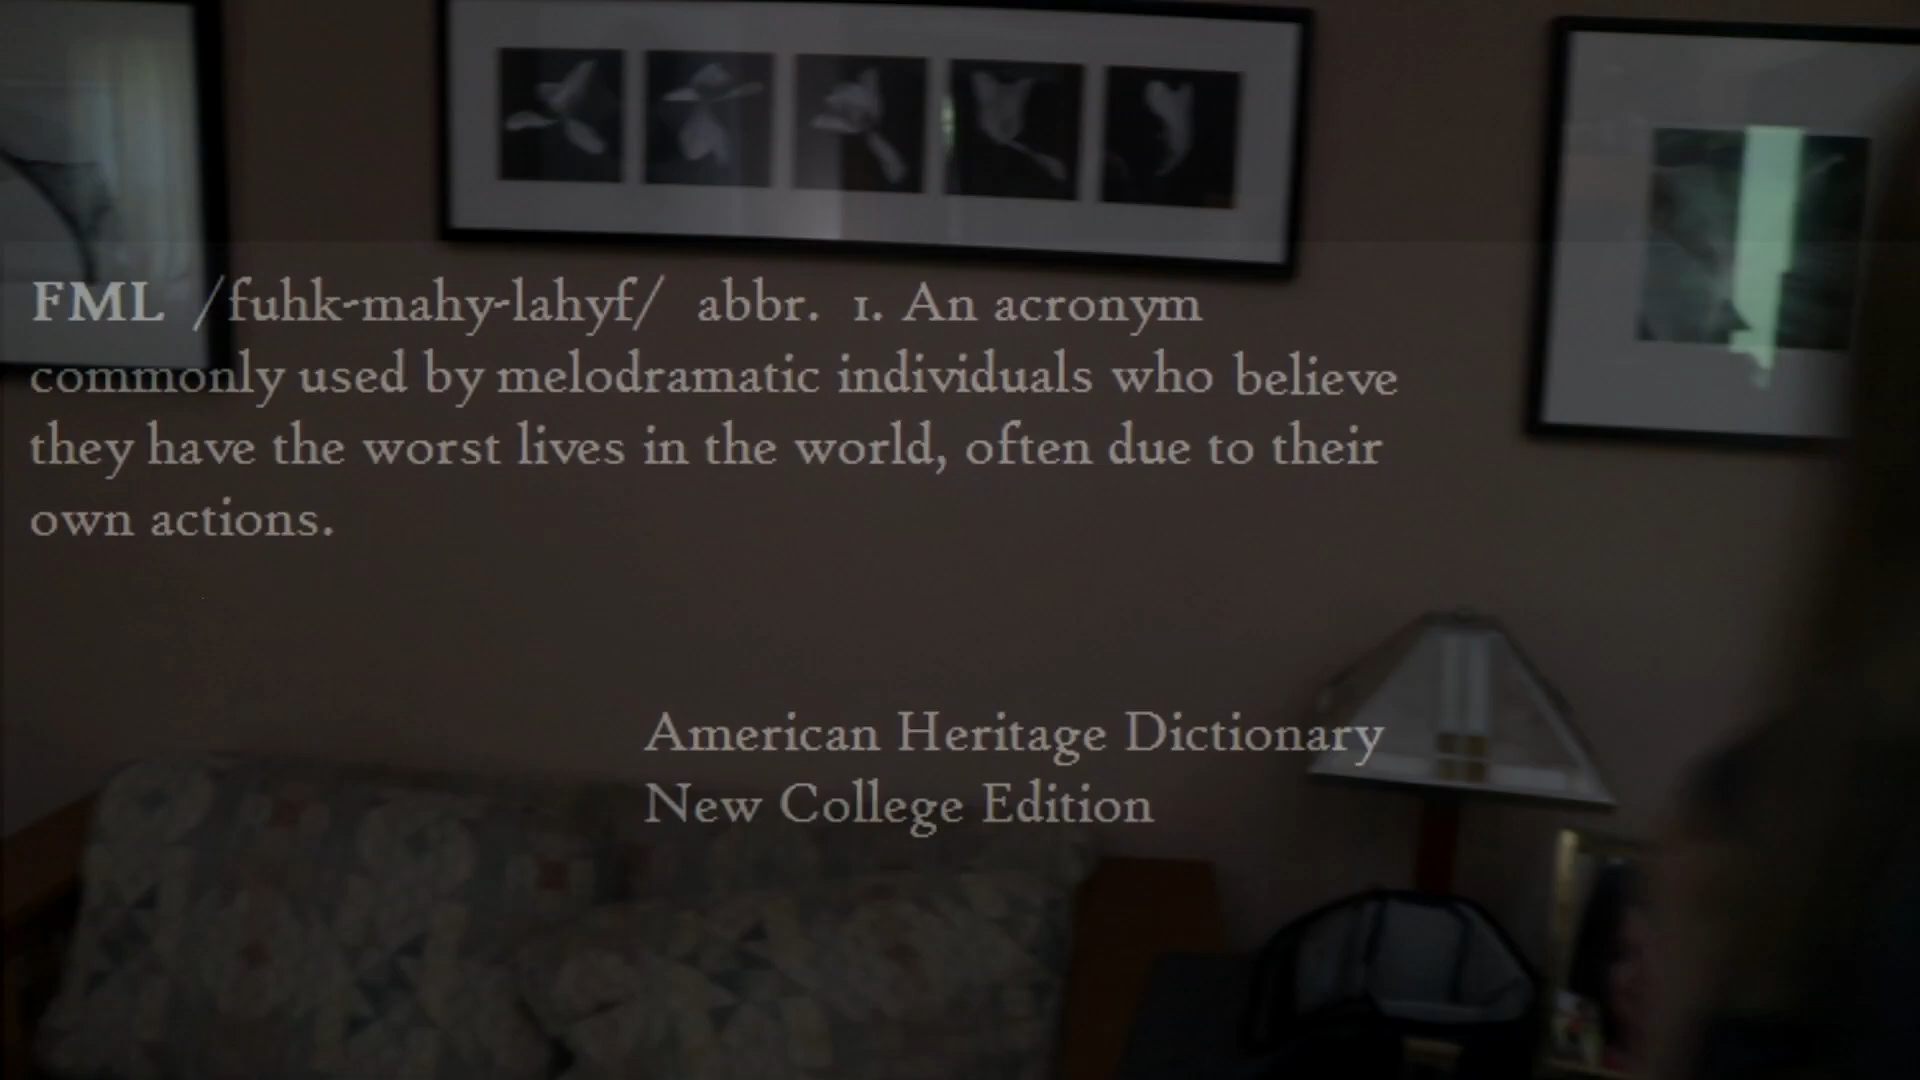 FML /fuhk-mahy-lahyf/ abbr. 1. An acronym
commonly used by melodramatic individuals who believe
they have the worst lives in the world, often due to their
own actions.
American Heritage Dictionary
New College Edition